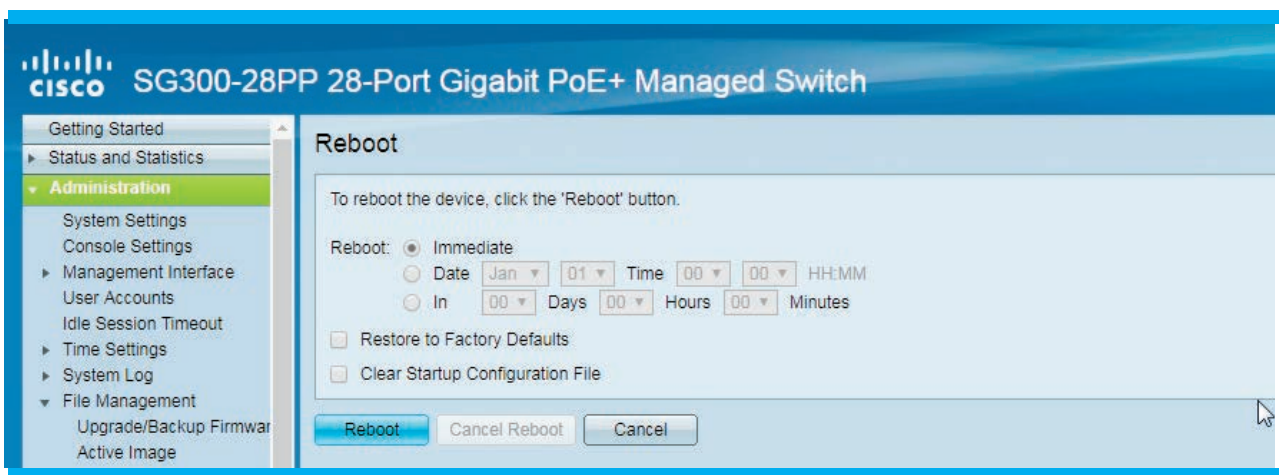 cisco SG300-28PP 28-Port Gigabit PoE+ Managed Switch
Getting Started
Status and Statistics
Administration
System Settings
Console Settings
Management Interface
User Accounts
Idle Session Timeout
Time Settings
System Log
File Management
Upgrade/Backup Firmwar
Active Image
Reboot
To reboot the device, click the 'Reboot' button.
Reboot: Immediate
Date Jan 01 Time 00 00 HH:MM
In 00 Days 00 Hours 00 Minutes
Restore to Factory Defaults
Clear Startup Configuration File
Reboot Cancel Reboot Cancel